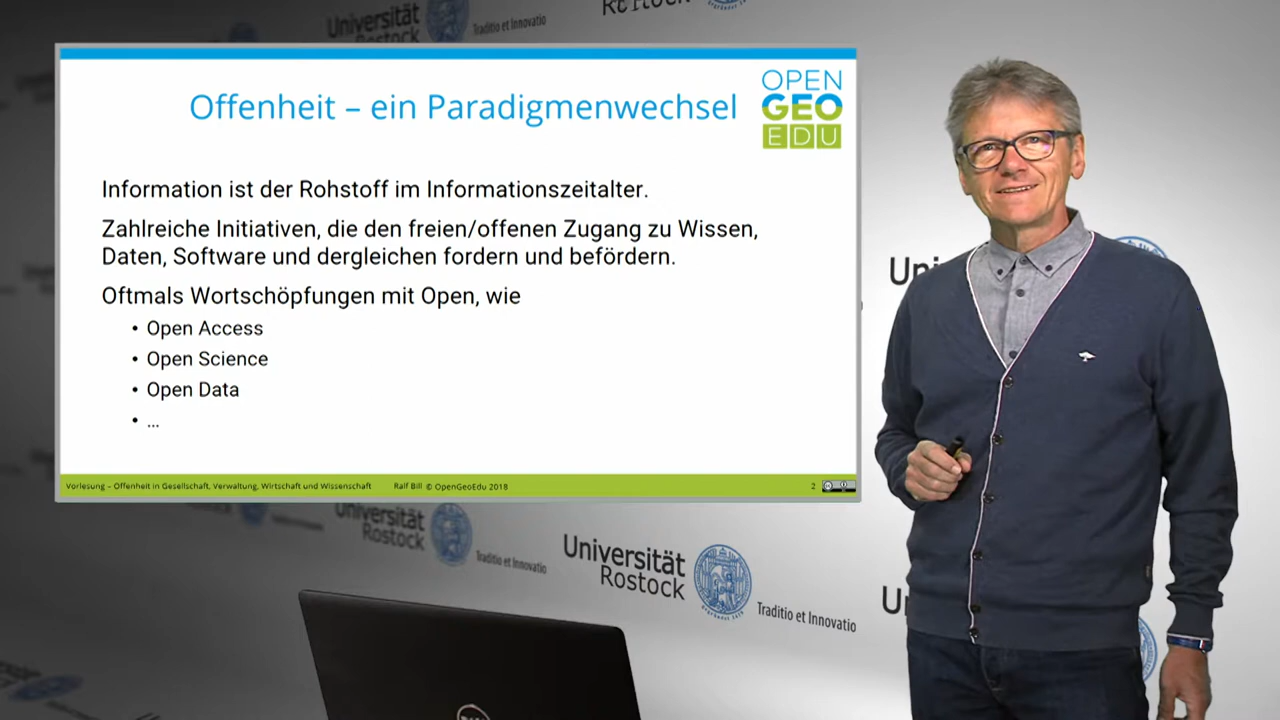 Universität
Rostock
Traditio et Innovatio
Rostock
Offenheit – ein Paradigmenwechsel
OPEN
GEO
EDU
Information ist der Rohstoff im Informationszeitalter.
Zahlreiche Initiativen, die den freien/offenen Zugang zu Wissen,
Daten, Software und dergleichen fordern und befördern.
Oftmals Wortschöpfungen mit Open, wie
• Open Access
• Open Science
• Open Data
• ...
Vorlesung – Offenheit in Gesellschaft, Verwaltung, Wirtschaft und Wissenschaft
Ralf Bill © OpenGeoEdu 2018
2
Uni
Universität
Rostock
Traditio et Innovatio
Universität
Rostock
Traditio et Innovatio